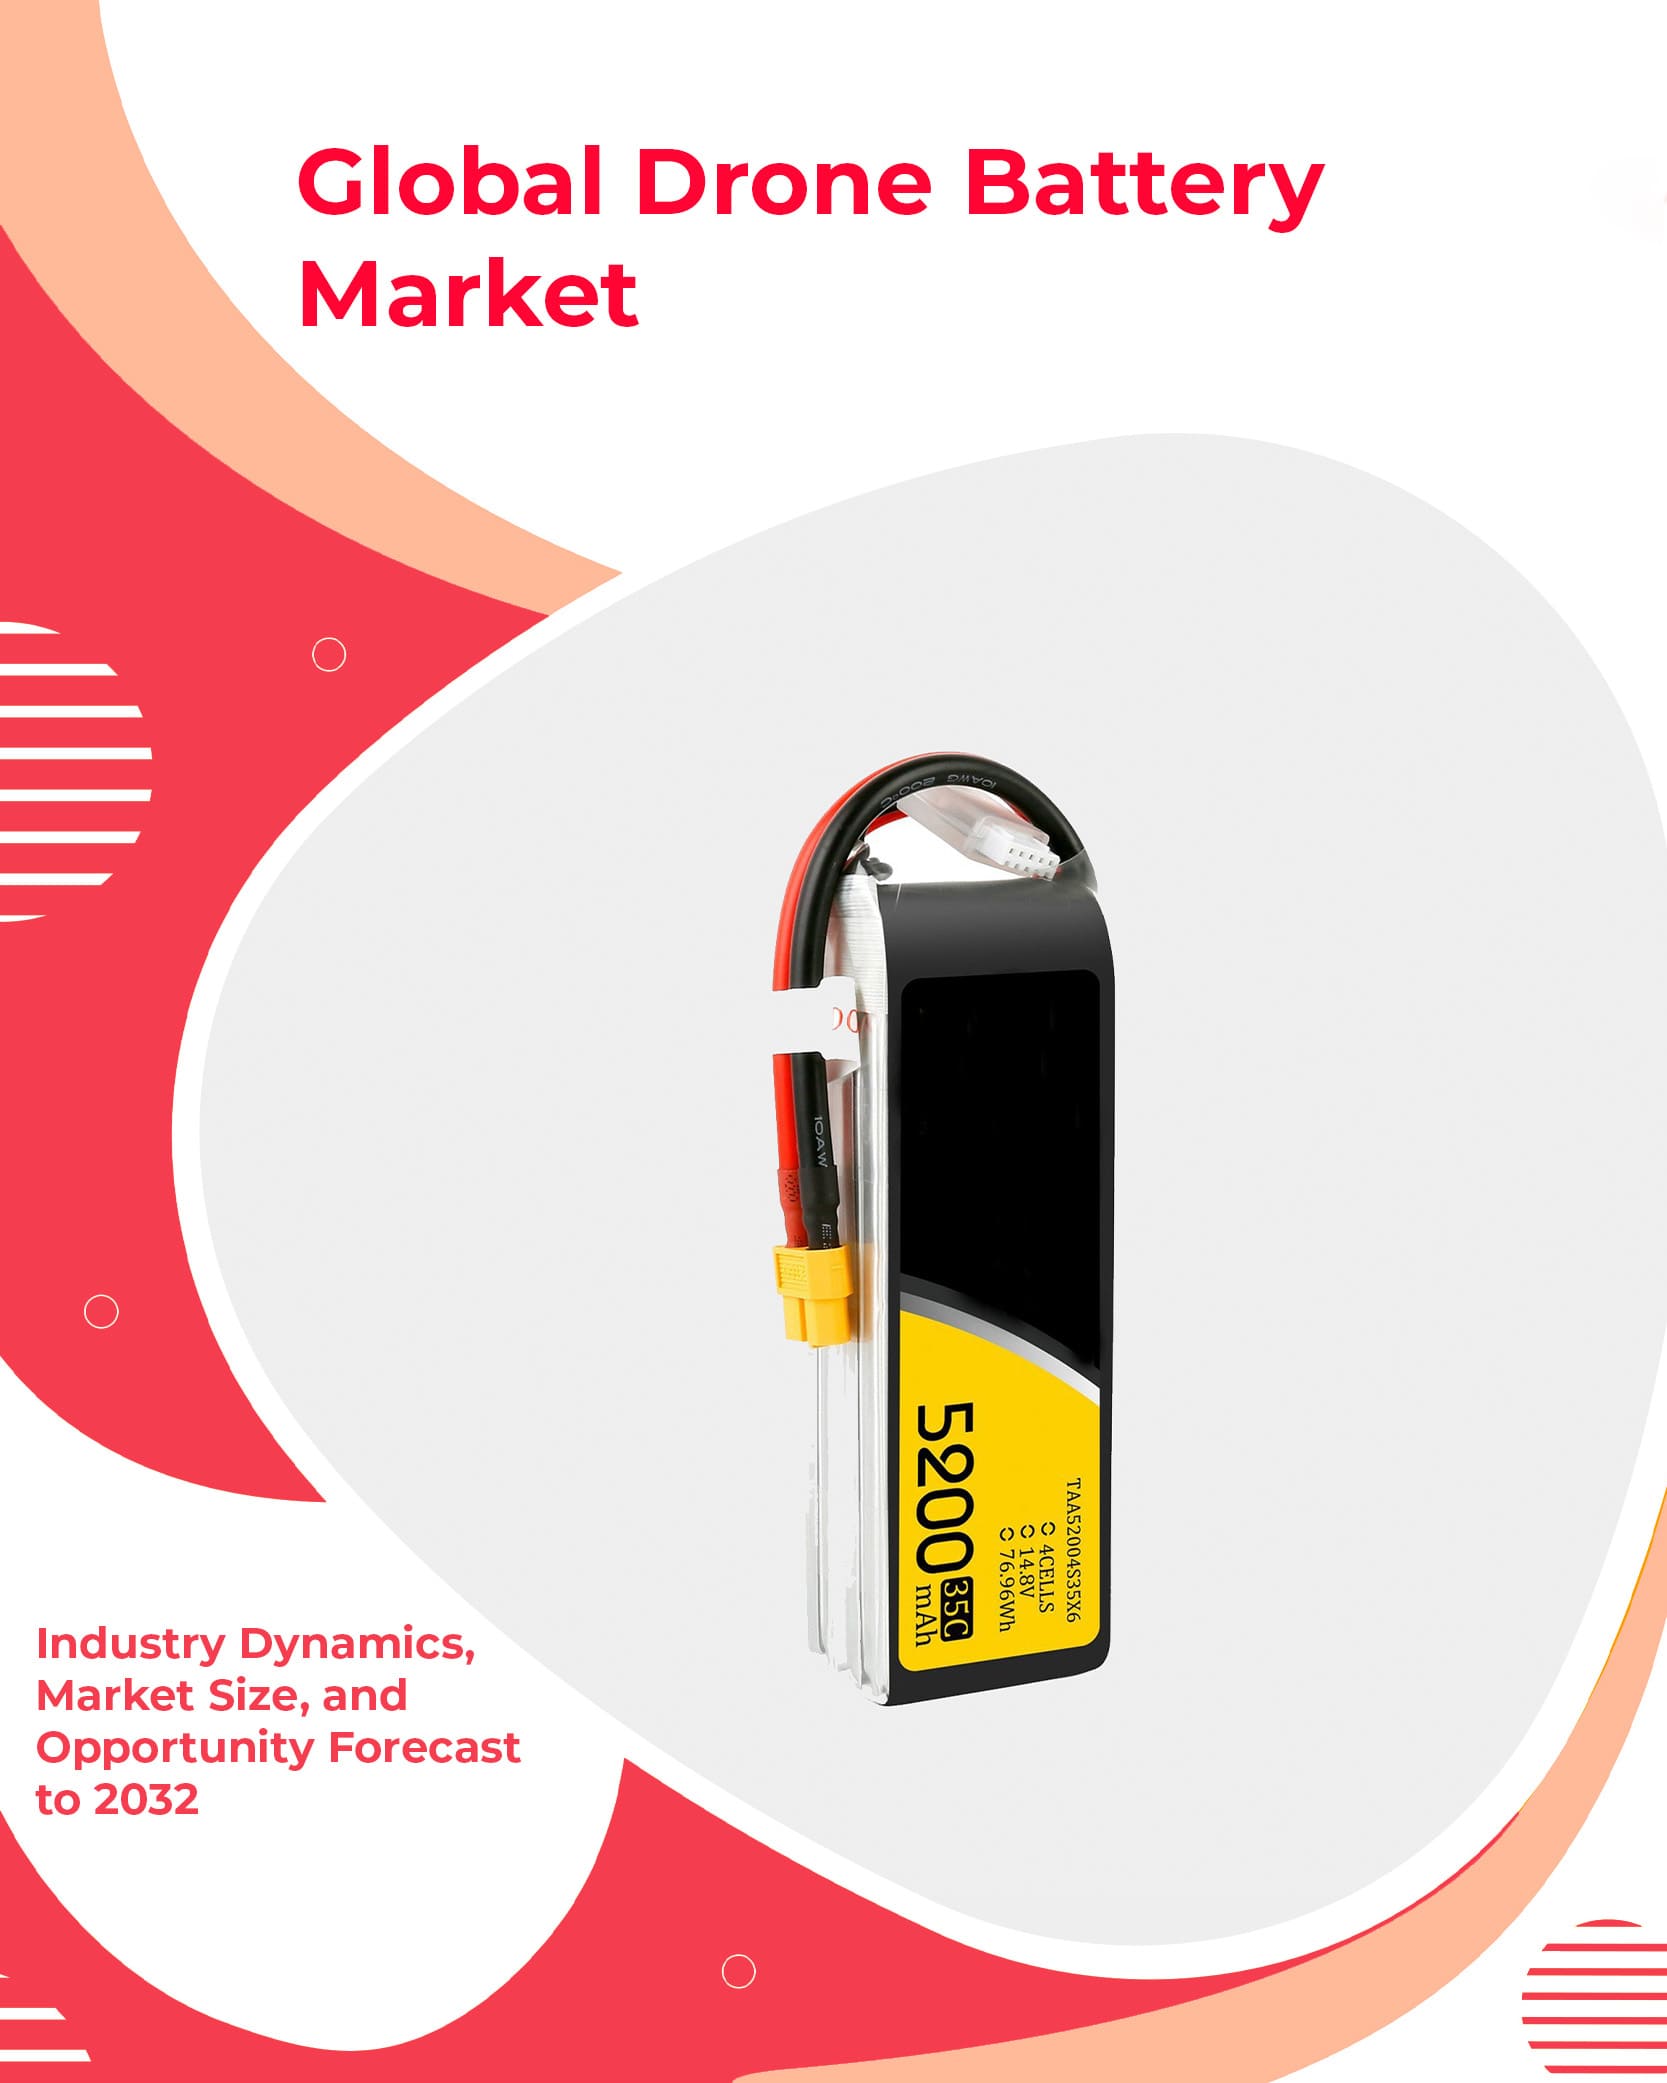 Global Drone Battery
Market
200°C 10AWG
10AW
5200
35C
mAh
TAA52004S35X6
4CELLS
14.8V
76.96Wh
Industry Dynamics,
Market Size, and
Opportunity Forecast
to 2032